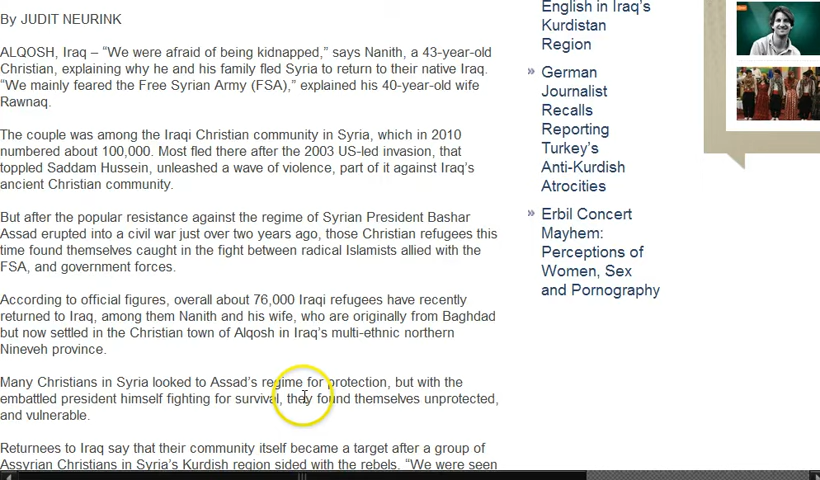 By JUDIT NEURINK
ALQOSH, Iraq – “We were afraid of being kidnapped,” says Nanith, a 43-year-old
Christian, explaining why he and his family fled Syria to return to their native Iraq.
“We mainly feared the Free Syrian Army (FSA),” explained his 40-year-old wife
Rawnaq.
The couple was among the Iraqi Christian community in Syria, which in 2010
numbered about 100,000. Most fled there after the 2003 US-led invasion, that
toppled Saddam Hussein, unleashed a wave of violence, part of it against Iraq’s
ancient Christian community.
But after the popular resistance against the regime of Syrian President Bashar
Assad erupted into a civil war just over two years ago, those Christian refugees this
time found themselves caught in the fight between radical Islamists allied with the
FSA, and government forces.
According to official figures, overall about 76,000 Iraqi refugees have recently
returned to Iraq, among them Nanith and his wife, who are originally from Baghdad
but now settled in the Christian town of Alqosh in Iraq’s multi-ethnic northern
Nineveh province.
Many Christians in Syria looked to Assad’s regime for protection, but with the
embattled president himself fighting for survival, they found themselves unprotected,
and vulnerable.
Returnees to Iraq say that their community itself became a target after a group of
Assyrian Christians in Syria’s Kurdish region sided with the rebels. “We were seen
English in Iraq’s
Kurdistan
Region
» German
Journalist
Recalls
Reporting
Turkey’s
Anti-Kurdish
Atrocities
» Erbil Concert
Mayhem:
Perceptions of
Women, Sex
and Pornography